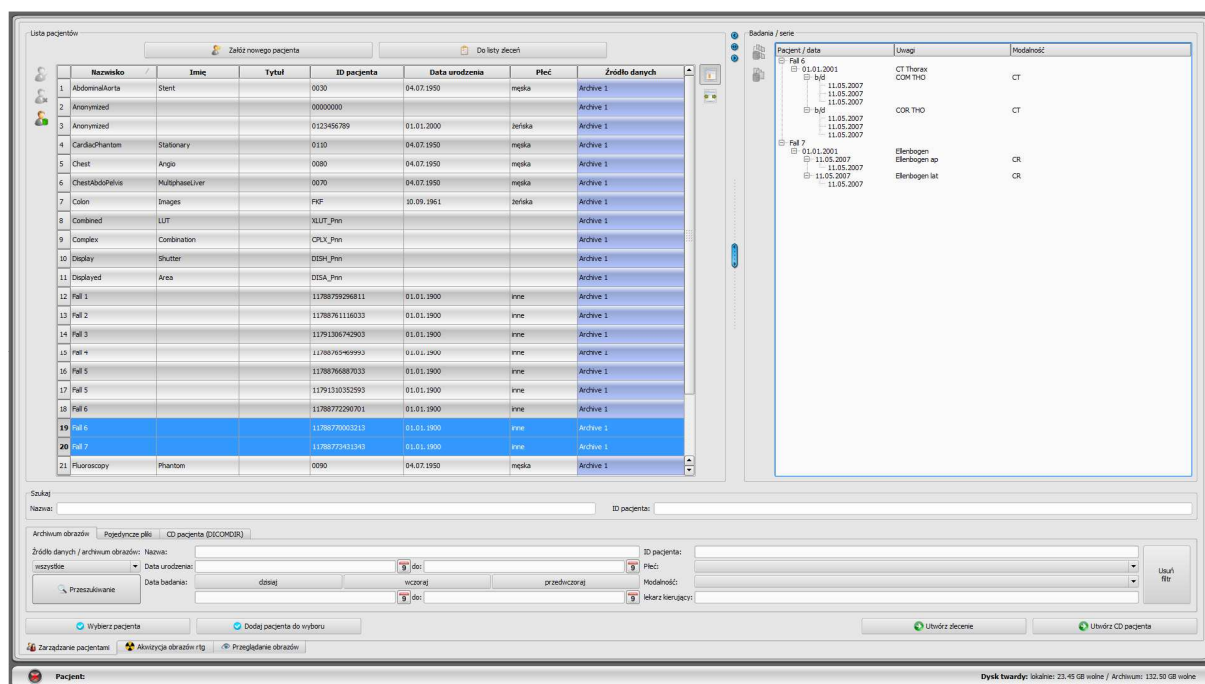 Lista pacjentów
Załóż nowego pacjenta
Do listy zleceń
Nazwisko Imię Tytuł ID pacjenta Data urodzenia Płeć Źródło danych
1 AbdominalAorta Stent 0030 04.07.1950 męska Archive 1
2 Anonymized 00000000 Archive 1
3 Anonymized 0123456789 01.01.2000 żeńska Archive 1
4 CardiacPhantom Stationary 0110 04.07.1950 męska Archive 1
5 Chest Angio 0080 04.07.1950 męska Archive 1
6 ChestAbdoPelvis MultiphaseLiver 0070 04.07.1950 męska Archive 1
7 Colon Images FKF 10.09.1961 żeńska Archive 1
8 Combined LUT XLUT_Pnn Archive 1
9 Complex Combination CPLX_Pnn Archive 1
10 Display Shutter DISH_Pnn Archive 1
11 Displayed Area DISA_Pnn Archive 1
12 Fall 1 11788759296811 01.01.1900 inne Archive 1
13 Fall 2 11788761116033 01.01.1900 inne Archive 1
14 Fall 3 11791306742903 01.01.1900 inne Archive 1
15 Fall 4 11788765469993 01.01.1900 inne Archive 1
16 Fall 5 11788766887033 01.01.1900 inne Archive 1
17 Fall 5 11791310352593 01.01.1900 inne Archive 1
18 Fall 6 11788772290701 01.01.1900 inne Archive 1
19 Fall 6 11788770003213 01.01.1900 inne Archive 1
20 Fall 7 11788773431343 01.01.1900 inne Archive 1
21 Fluoroscopy Phantom 0090 04.07.1950 męska Archive 1
Badania / serie
Pacjent / data Uwagi Modalność
Fall 6
01.01.2001 CT Thorax
b/d COM THO CT
11.05.2007
11.05.2007
11.05.2007
b/d COR THO CT
11.05.2007
11.05.2007
11.05.2007
Fall 7
01.01.2001 Ellenbogen
11.05.2007 Ellenbogen ap CR
11.05.2007
11.05.2007 Ellenbogen lat CR
11.05.2007
Szukaj
Nazwa: ID pacjenta:
Archiwum obrazów Pojedyncze pliki CD pacjenta (DICOMDIR)
Źródło danych / archiwum obrazów: Nazwa: ID pacjenta:
wszystkie Data urodzenia: 9 do: 9 Płeć:
Przeszukiwanie Data badania: dzisiaj wczoraj przedwczoraj Modalność:
9 do: 9 lekarz kierujący:
Usuń
filtr
Wybierz pacjenta Dodaj pacjenta do wyboru Utwórz zlecenie Utwórz CD pacjenta
Zarządzanie pacjentami Akwizycja obrazów rtg Przeglądanie obrazów
Pacjent: Dysk twardy: lokalnie: 23.45 GB wolne / Archiwum: 132.50 GB wolne